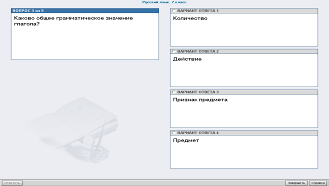 Русский язык, 7 класс
ВОПРОС 3 из 5
Каково общее грамматическое значение
глагола?
ВАРИАНТ ОТВЕТА 1
Количество
ВАРИАНТ ОТВЕТА 2
Действие
ВАРИАНТ ОТВЕТА 3
Признак предмета
ВАРИАНТ ОТВЕТА 4
Предмет